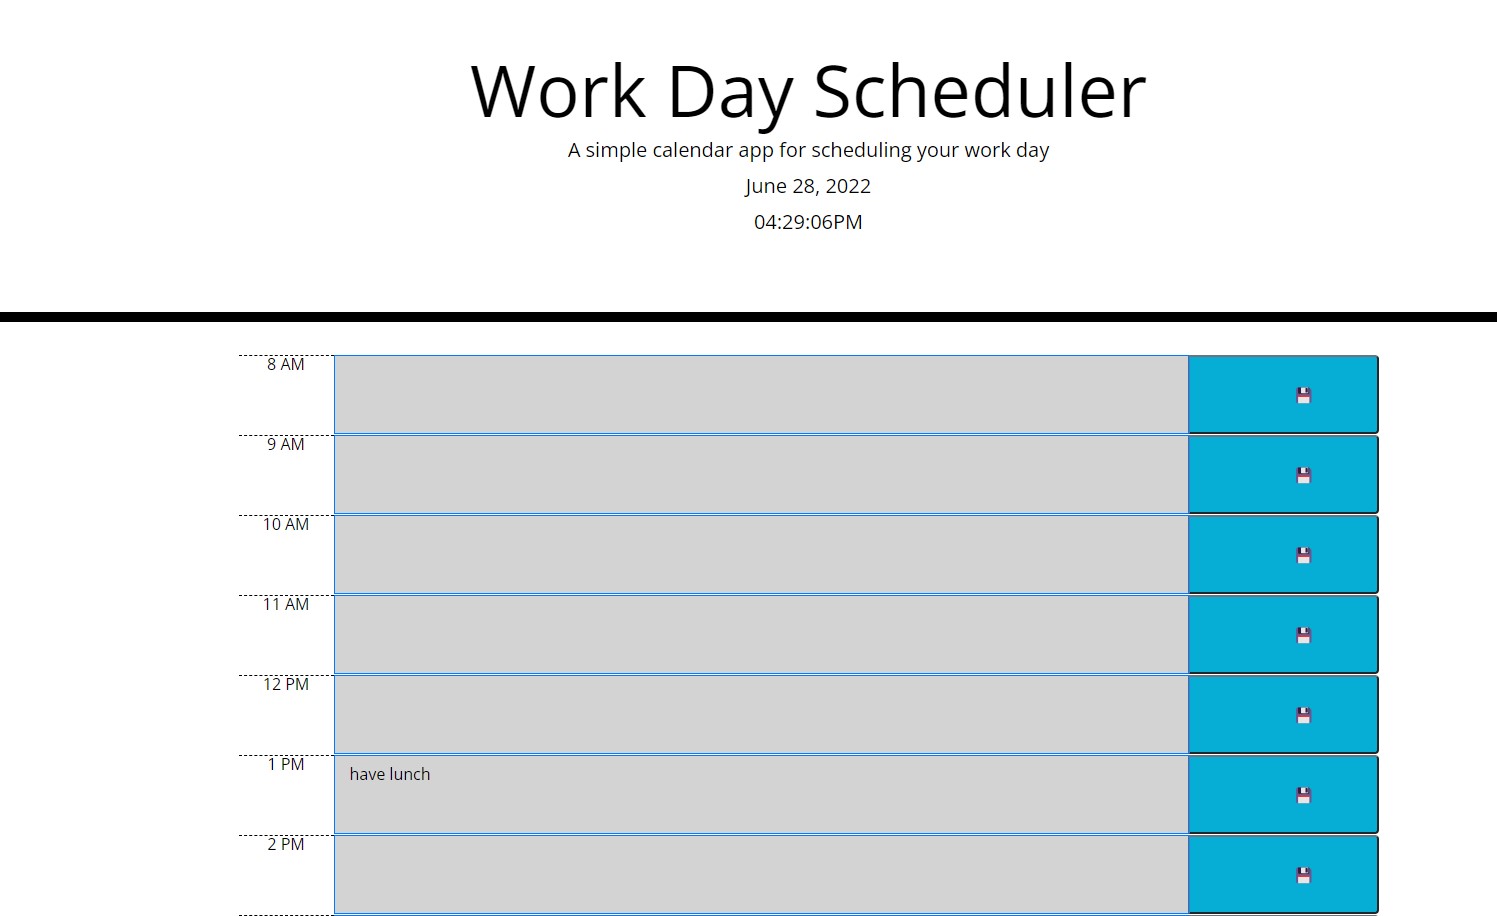 Work Day Scheduler
A simple calendar app for scheduling your work day
June 28, 2022
04:29:06PM
8 AM
9 AM
10 AM
11 AM
12 PM
1 PM
have lunch
2 PM